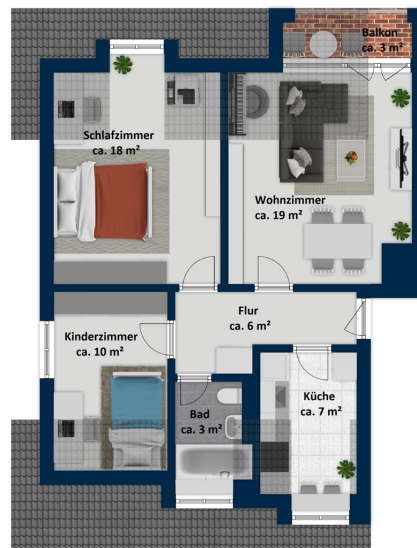 Balkon
ca. 3 m²
Schlafzimmer
ca. 18 m²
Wohnzimmer
ca. 19 m²
Flur
ca. 6 m²
Kinderzimmer
ca. 10 m²
Küche
ca. 7 m²
Bad
ca. 3 m²